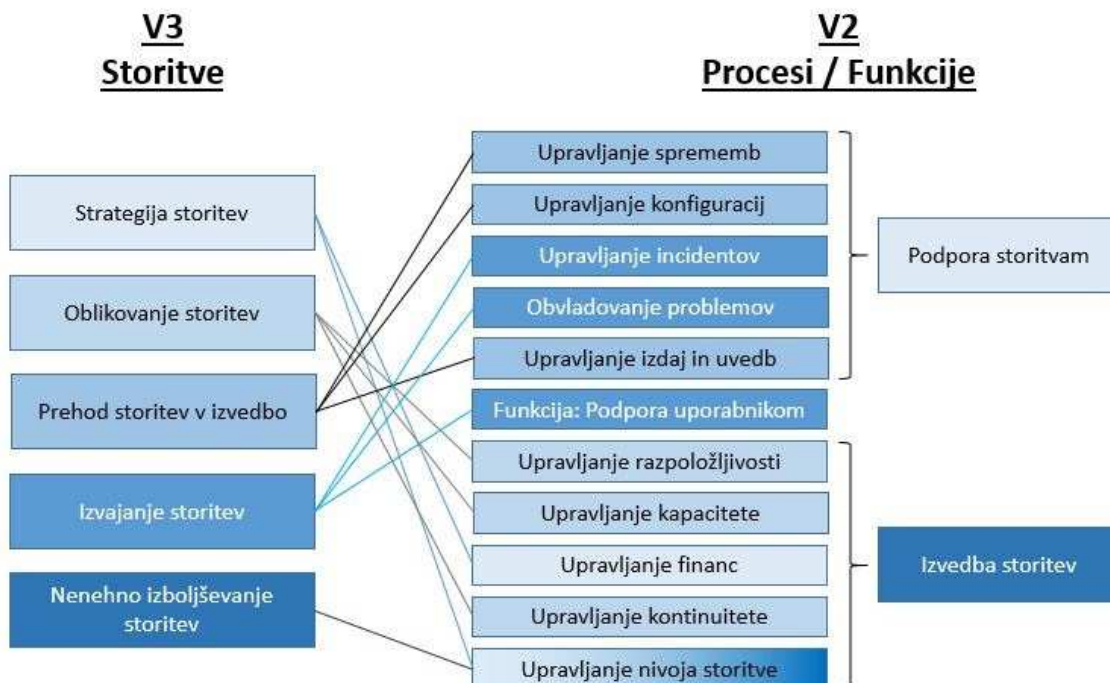 V3
Storitve
V2
Procesi / Funkcije
Strategija storitev
Oblikovanje storitev
Prehod storitev v izvedbo
Izvajanje storitev
Nenehno izboljševanje
storitev
Upravljanje sprememb
Upravljanje konfiguracij
Upravljanje incidentov
Obvladovanje problemov
Upravljanje izdaj in uvedb
Funkcija: Podpora uporabnikom
Upravljanje razpoložljivosti
Upravljanje kapacitete
Upravljanje financ
Upravljanje kontinuitete
Upravljanje nivoja storitve
Podpora storitvam
Izvedba storitev